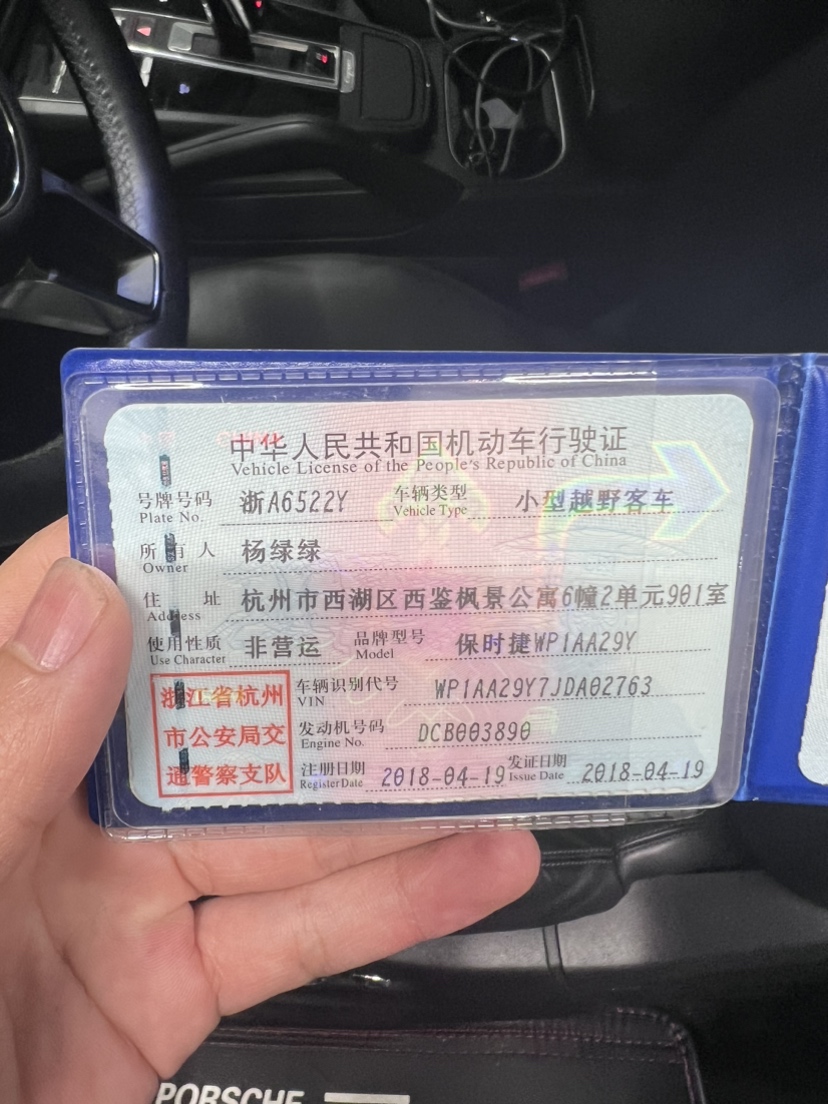 中华人民共和国机动车行驶证
Vehicle License of the People's Republic of China
号牌号码 浙A6522Y 车辆类型 小型越野客车
Plate No. Vehicle Type
所有人 杨绿绿
Owner
住址 杭州市西湖区西鉴枫景公寓6幢2单元901室
Address
使用性质 非营运 品牌型号 保时捷WP1AA29Y
Use Character Model
浙江省杭州 车辆识别代号 WP1AA29Y7JDA02763
VIN
市公安局交 发动机号码 DCB003890
Engine No.
通警察支队 注册日期 2018-04-19 发证日期 2018-04-19
Register Date Issue Date
PORSCHE